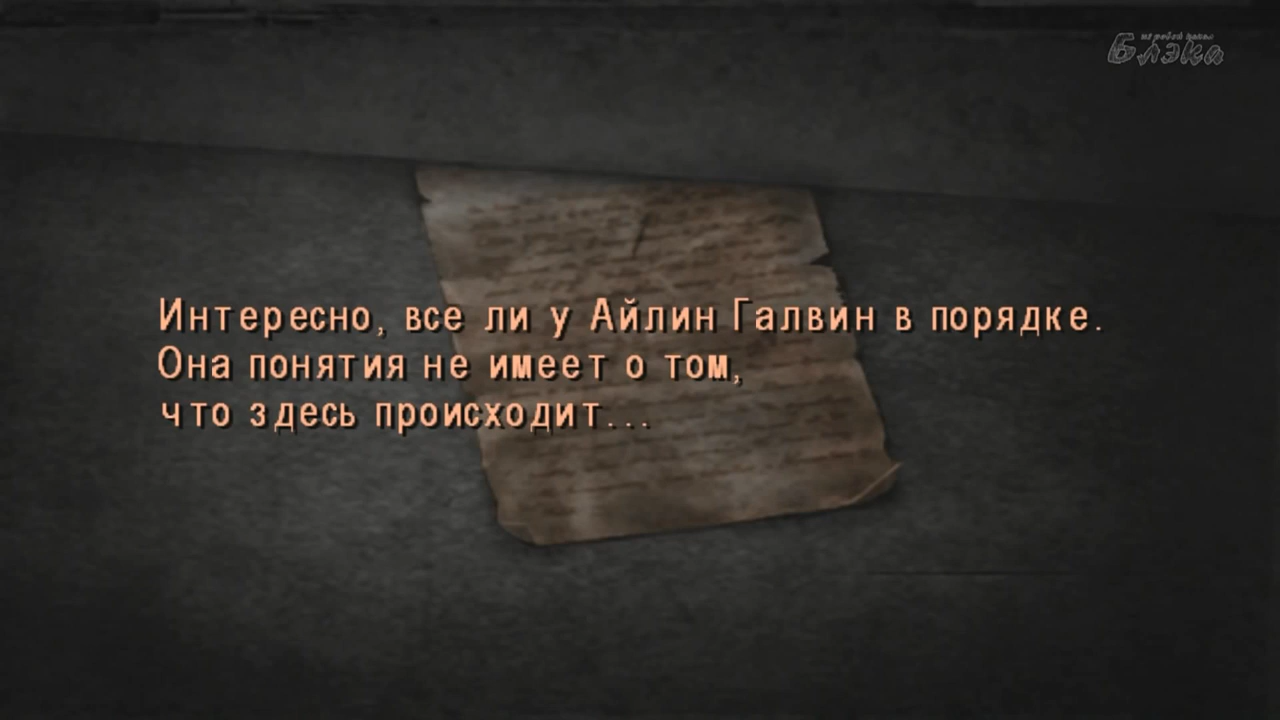 Блэка
Интересно, все ли у Айлин Галвин в порядке.
Она понятия не имеет о том,
что здесь происходит...